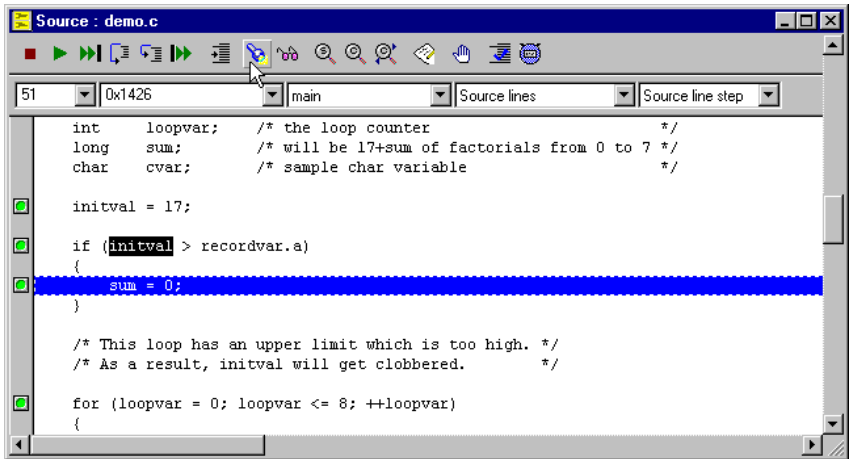 Source : demo.c
51 0x1426 main Source lines Source line step
int loopvar; /* the loop counter */
long sum; /* will be 17+sum of factorials from 0 to 7 */
char cvar; /* sample char variable */
initval = 17;
if (initval > recordvar.a)
{
sum = 0;
}
/* This loop has an upper limit which is too high. */
/* As a result, initval will get clobbered. */
for (loopvar = 0; loopvar <= 8; ++loopvar)
{